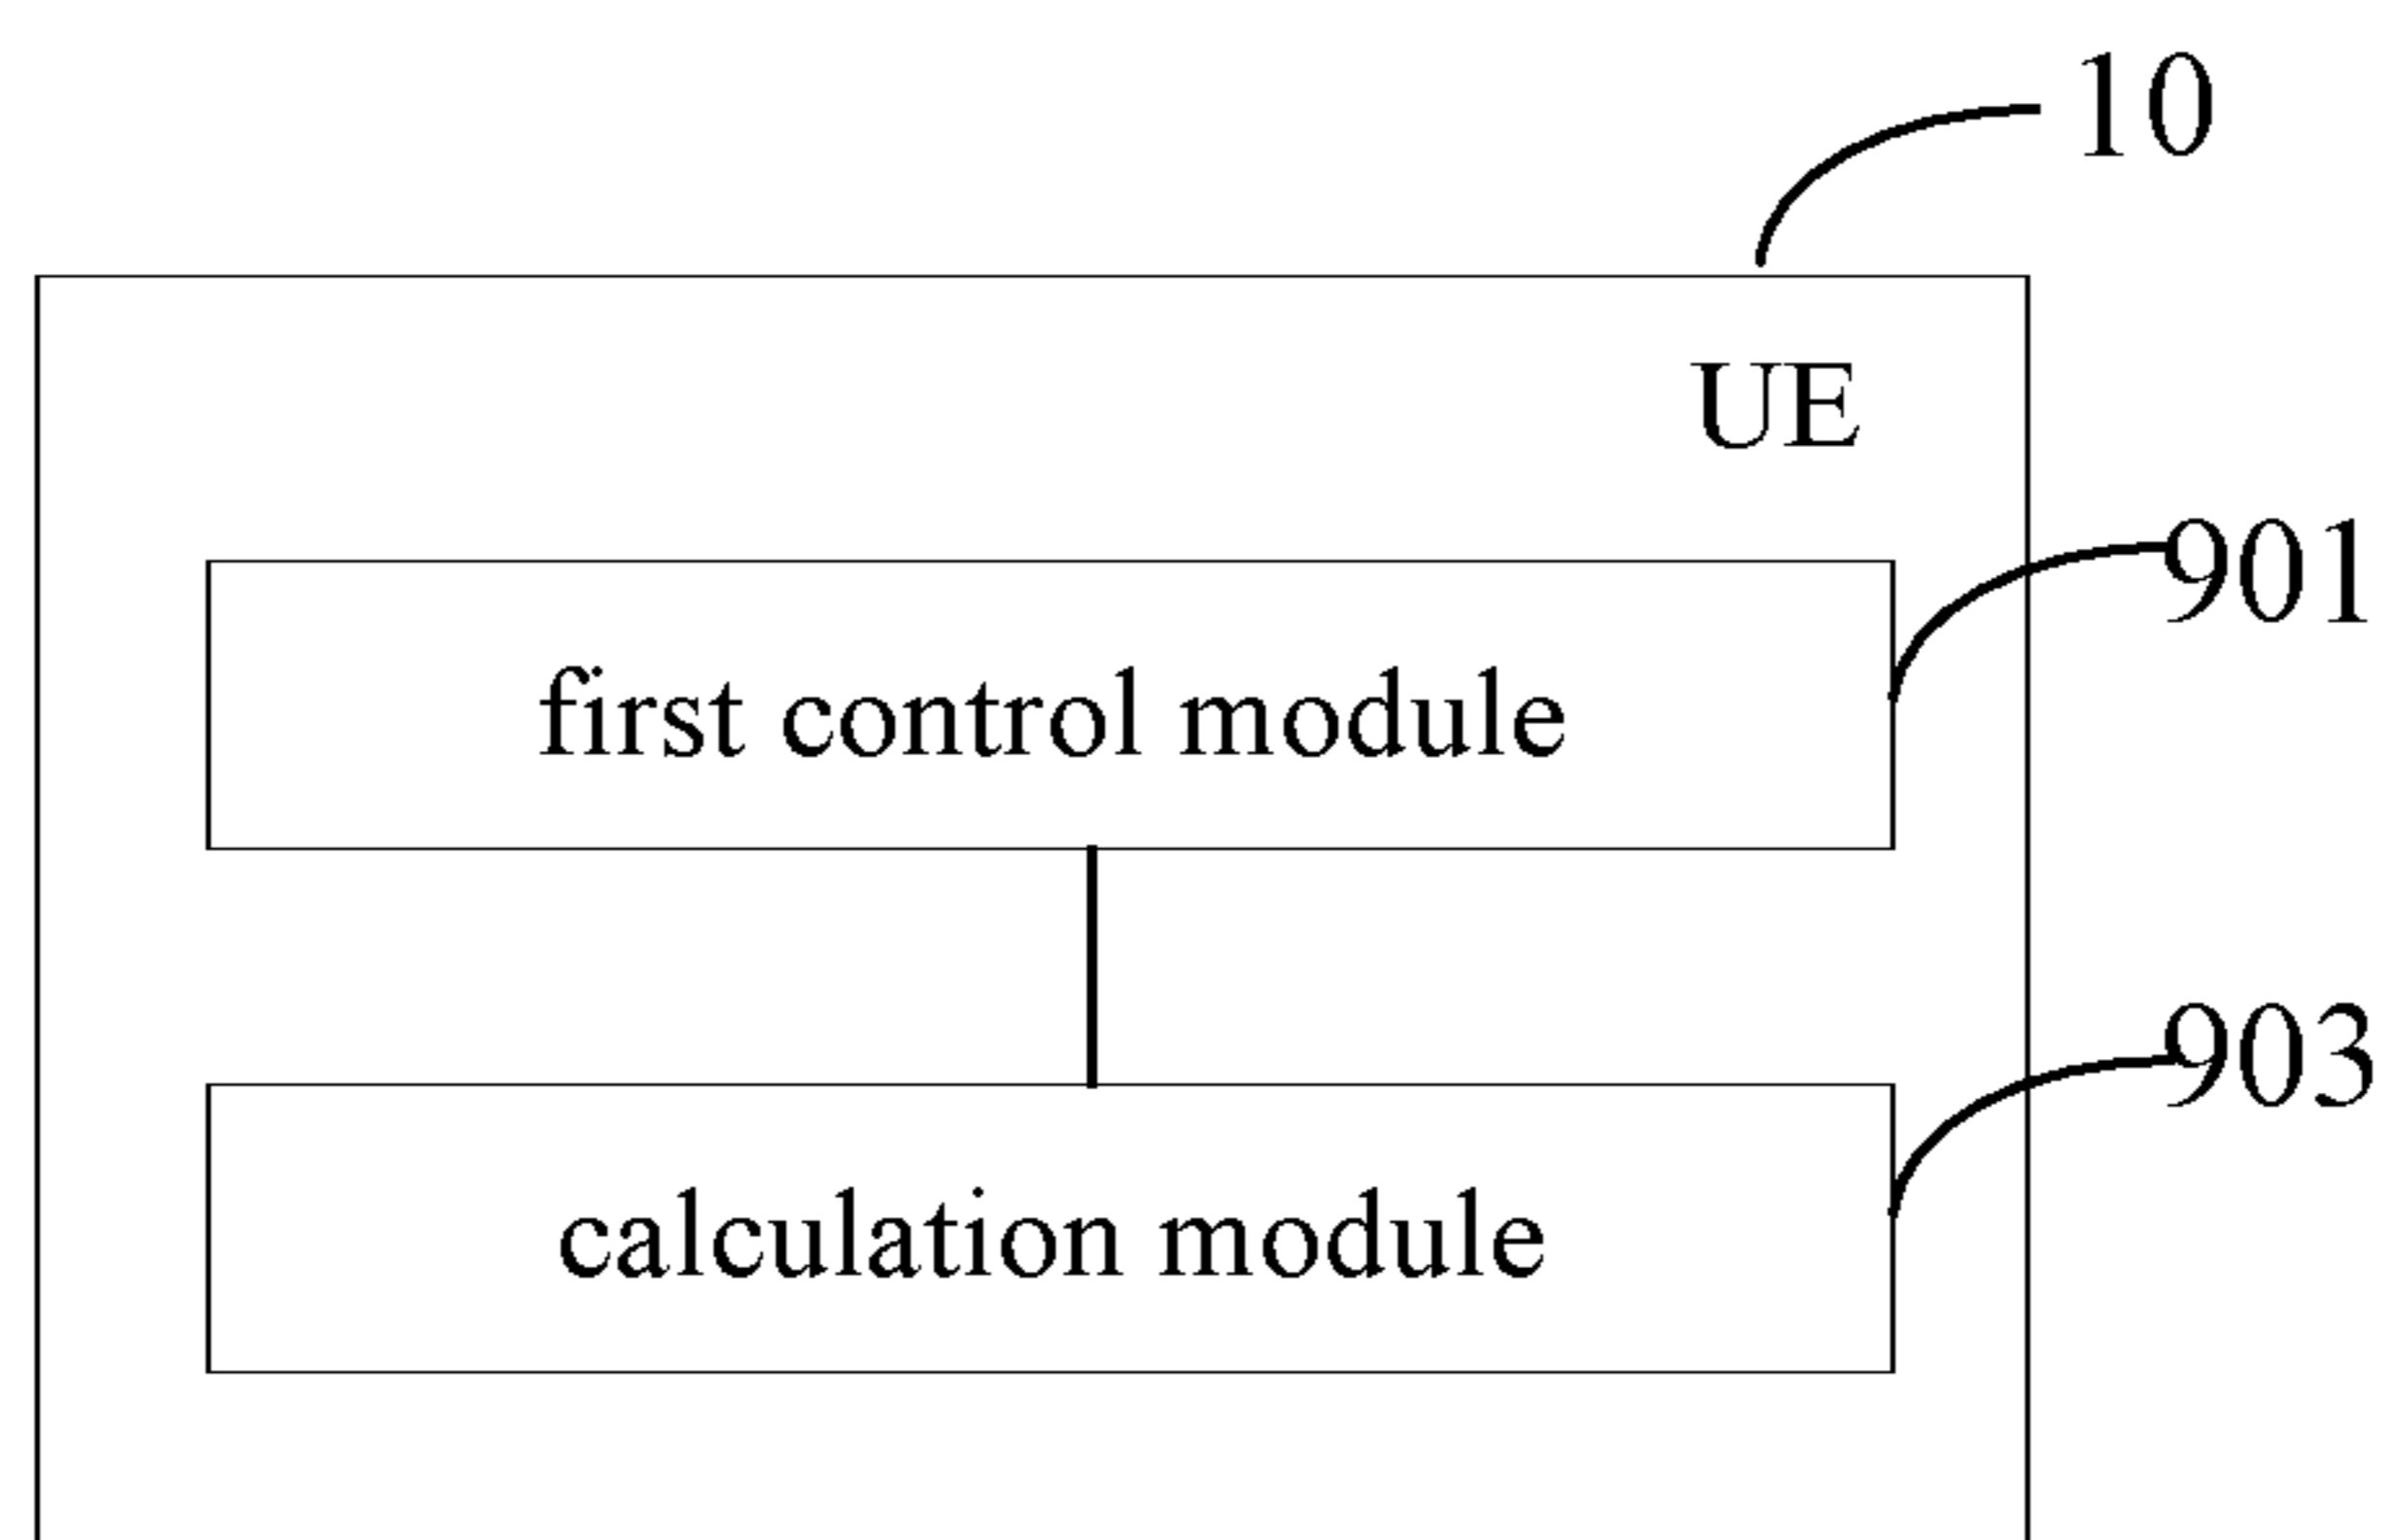 10
UE
901
first control module
903
calculation module